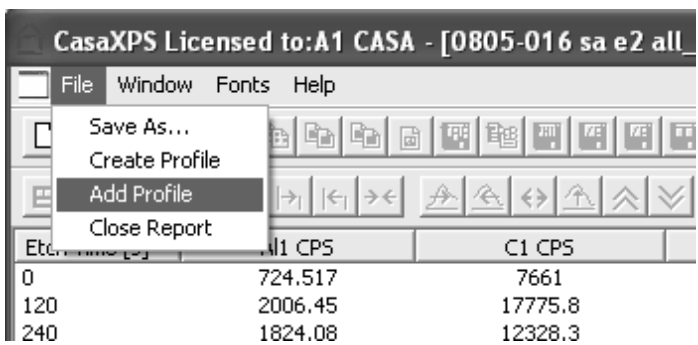 CasaXPS Licensed to:A1 CASA - [0805-016 sa e2 all_
File Window Fonts Help
Save As...
Create Profile
Add Profile
Close Report
Al1 CPS C1 CPS
0 724.517 7661
120 2006.45 17775.8
240 1824.08 12328.3